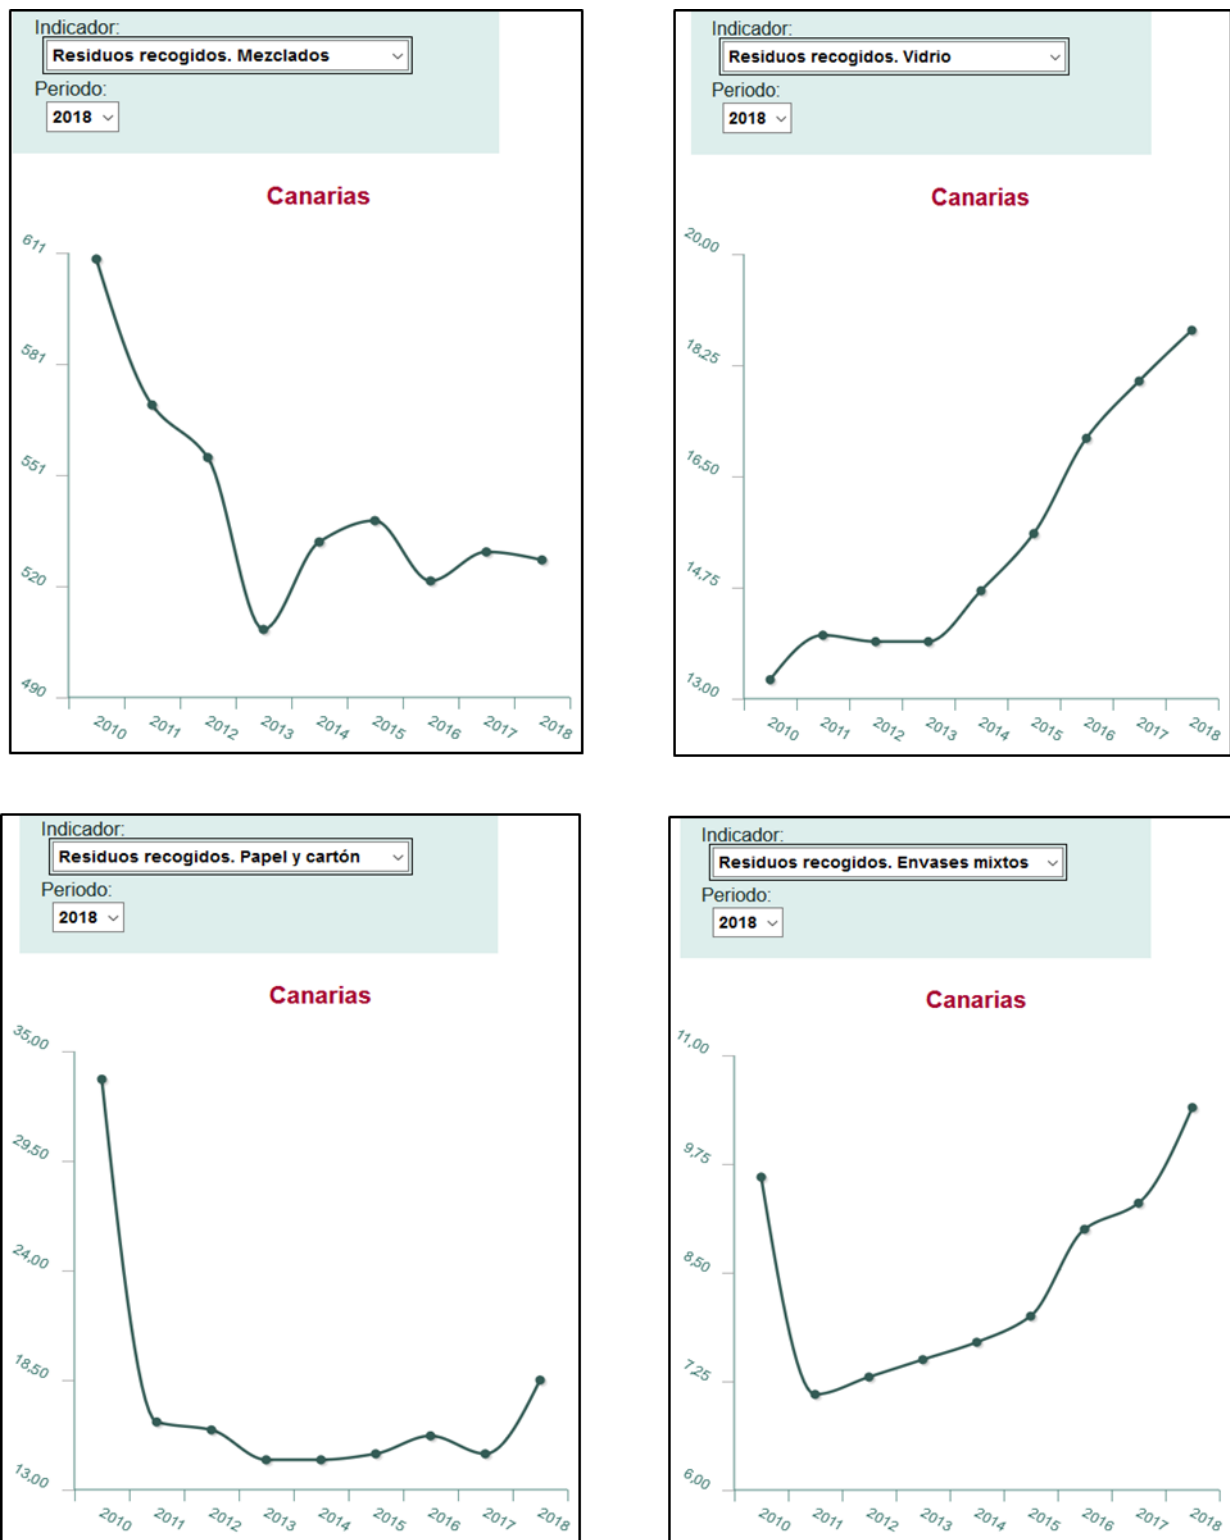 Indicador:
Residuos recogidos. Mezclados
Periodo:
2018
Canarias
611
581
551
520
490
2010 2011 2012 2013 2014 2015 2016 2017 2018
Indicador:
Residuos recogidos. Vidrio
Periodo:
2018
Canarias
20,00
18,25
16,50
14,75
13,00
2010 2011 2012 2013 2014 2015 2016 2017 2018
Indicador:
Residuos recogidos. Papel y cartón
Periodo:
2018
Canarias
35,00
29,50
24,00
18,50
13,00
2010 2011 2012 2013 2014 2015 2016 2017 2018
Indicador:
Residuos recogidos. Envases mixtos
Periodo:
2018
Canarias
11,00
9,75
8,50
7,25
6,00
2010 2011 2012 2013 2014 2015 2016 2017 2018